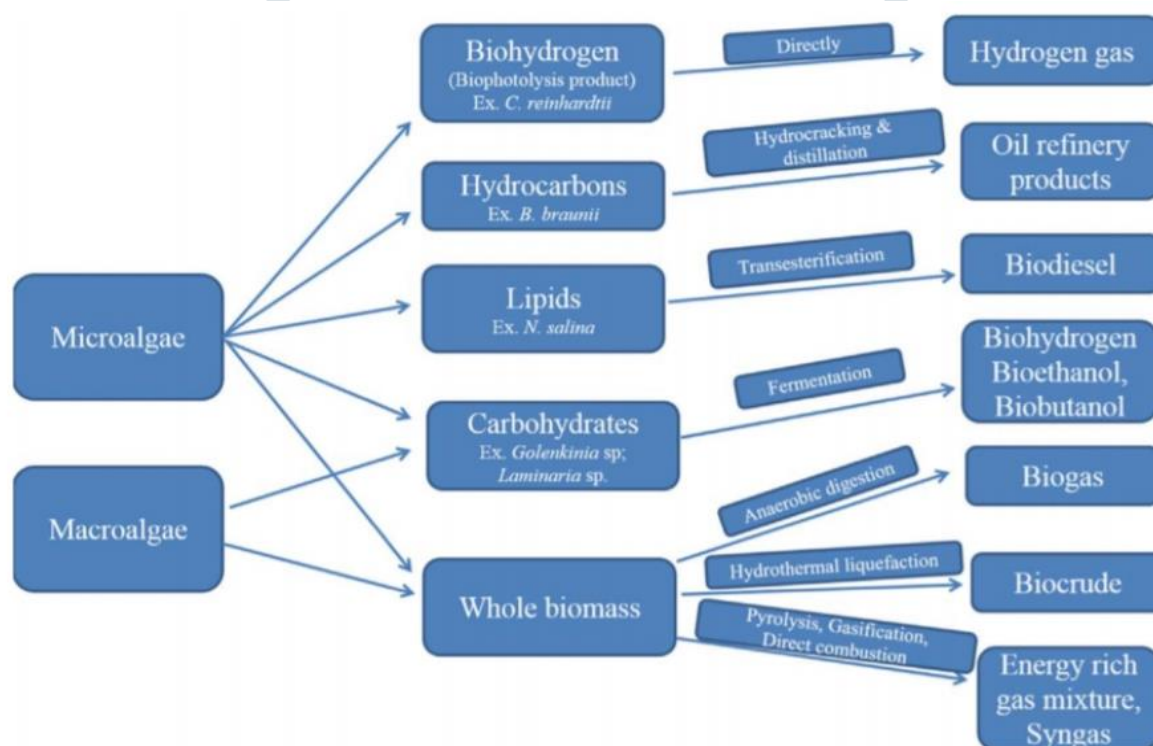 Biohydrogen
(Biophotolysis product)
Ex. C. reinhardtii
Directly
Hydrogen gas
Hydrocarbons
Ex. B. braunii
Hydrocracking &
distillation
Oil refinery
products
Microalgae
Lipids
Ex. N. salina
Transesterification
Biodiesel
Carbohydrates
Ex. Golenkinia sp;
Laminaria sp.
Fermentation
Biohydrogen
Bioethanol,
Biobutanol
Macroalgae
Whole biomass
Anaerobic digestion
Biogas
Hydrothermal liquefaction
Biocrude
Pyrolysis, Gasification,
Direct combustion
Energy rich
gas mixture,
Syngas